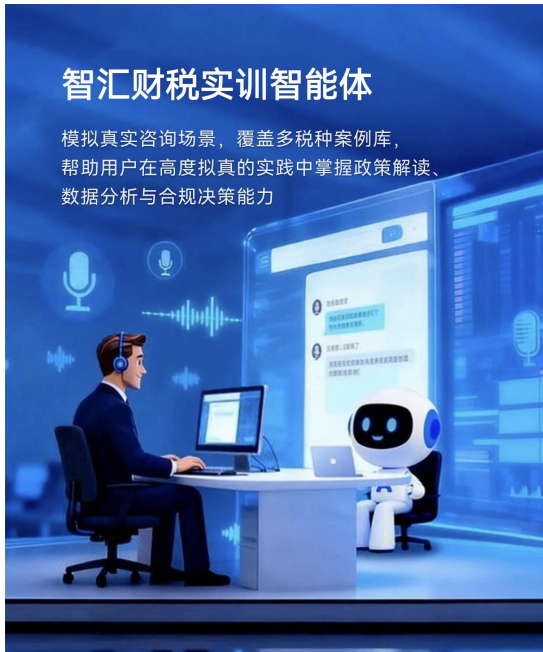 智汇财税实训智能体
模拟真实咨询场景，覆盖多税种案例库，
帮助用户在高度拟真的实践中掌握政策解读、
数据分析与合规决策能力